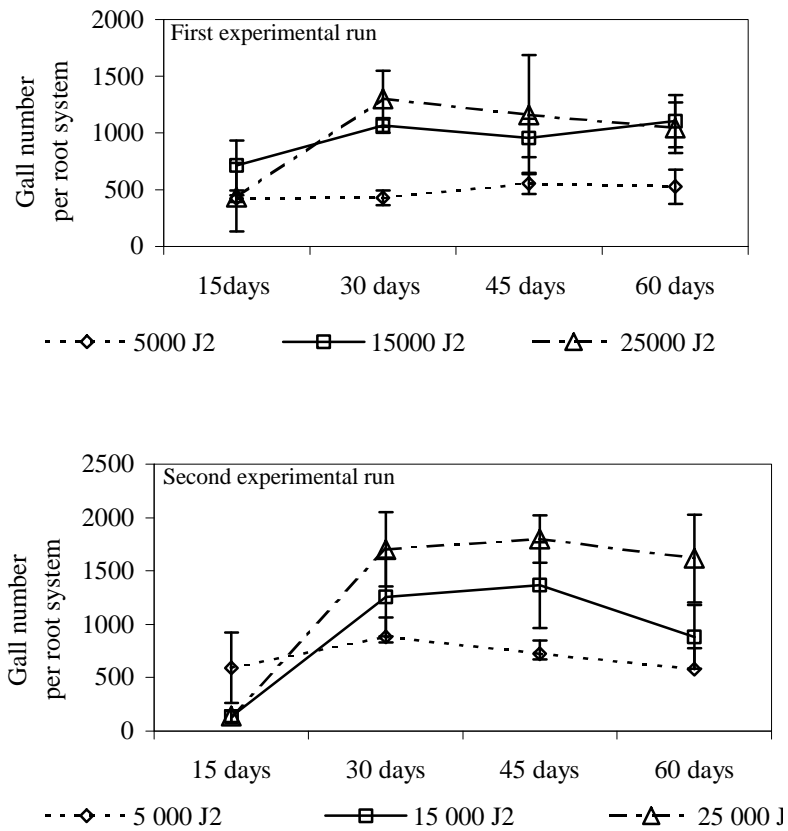 First experimental run
Gall number
per root system
2000
1500
1000
500
0
15days 30 days 45 days 60 days
5000 J2 15000 J2 25000 J2
Second experimental run
Gall number
per root system
2500
2000
1500
1000
500
0
15 days 30 days 45 days 60 days
5 000 J2 15 000 J2 25 000 J